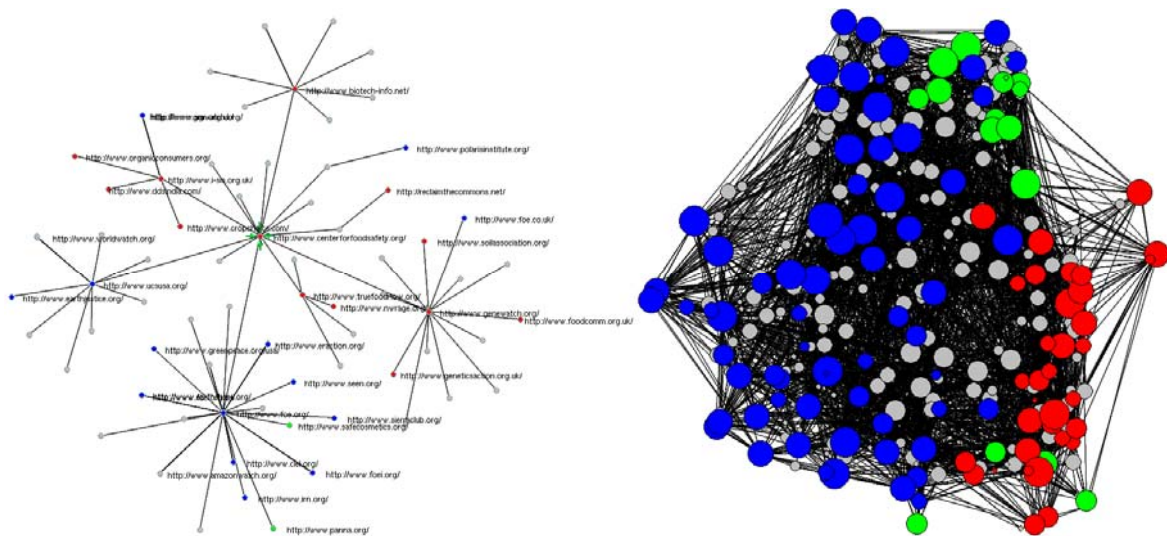 http://www.biotech-info.net/
http://www.polarisinstitute.org/
http://www.organicconsumers.org/
http://www.i-sis.org.uk/
http://www.ddsindia.com/
http://reclaimthecommons.net/
http://www.foe.co.uk/
http://www.cropchoice.com/
http://www.centerforfoodsafety.org/
http://www.worldwatch.org/
http://www.soilassociation.org/
http://www.ucsusa.org/
http://www.earthjustice.org/
http://www.truefoodnow.org/
http://www.nwrage.org/
http://www.genewatch.org/
http://www.foodcomm.org.uk/
http://www.greenpeace.org/usa/
http://www.eraction.org/
http://www.geneticsaction.org.uk/
http://www.seen.org/
http://www.foe.org/
http://www.sierraclub.org/
http://www.safecosmetics.org/
http://www.ciel.org/
http://www.amazonwatch.org/
http://www.foei.org/
http://www.irn.org/
http://www.panna.org/